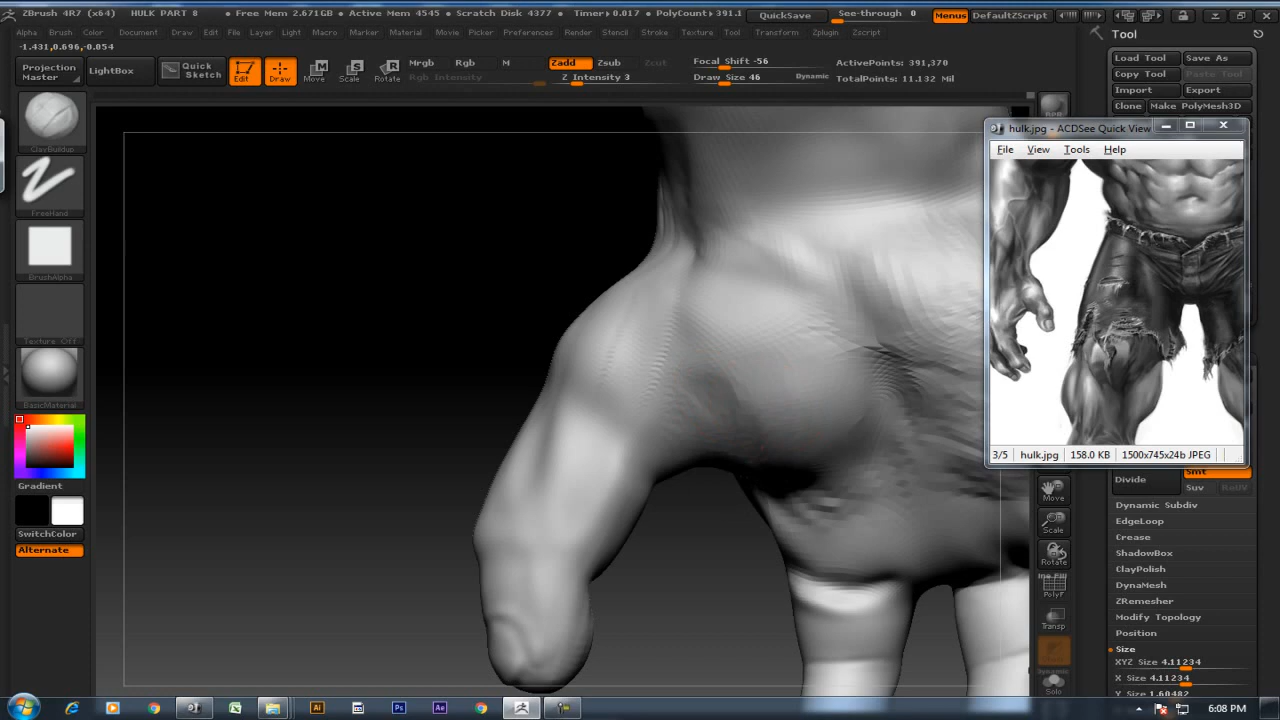 ZBrush 4R7 (x64) HULK PART 8 • Free Mem 2.671GB • Active Mem 4545 • Scratch Disk 4377 • Timer▸0.017 • PolyCount▸391.1 QuickSave See-through 0 Menus DefaultZScript
Alpha Brush Color Document Draw Edit File Layer Light Macro Marker Material Movie Picker Preferences Render Stencil Stroke Texture Tool Transform Zplugin Zscript
Tool
-1.431,0.696,-0.054
Projection Master
LightBox
Quick Sketch
Edit
Draw
Move
Scale
Rotate
Mrgb Rgb M
Rgb Intensity
Zadd Zsub Zcut
Z Intensity 3
Focal Shift -56
Draw Size 46 Dynamic
ActivePoints: 391,370
TotalPoints: 11.132 Mil
Load Tool Save As
Copy Tool Paste Tool
Import Export
Clone Make PolyMesh3D
ClayBuildup
FreeHand
BrushAlpha
Texture Off
BasicMaterial
Gradient
SwitchColor
Alternate
hulk.jpg - ACDSee Quick View
File View Tools Help
3/5 hulk.jpg 158.0 KB 1500x745x24b JPEG
Move
Scale
Rotate
PolyF
Transp
Solo
Divide
Smt
Suv
Dynamic Subdiv
EdgeLoop
Crease
ShadowBox
ClayPolish
DynaMesh
ZRemesher
Modify Topology
Position
Size
XYZ Size 4.11234
X Size 4.11234
Y Size 1.60482
6:08 PM